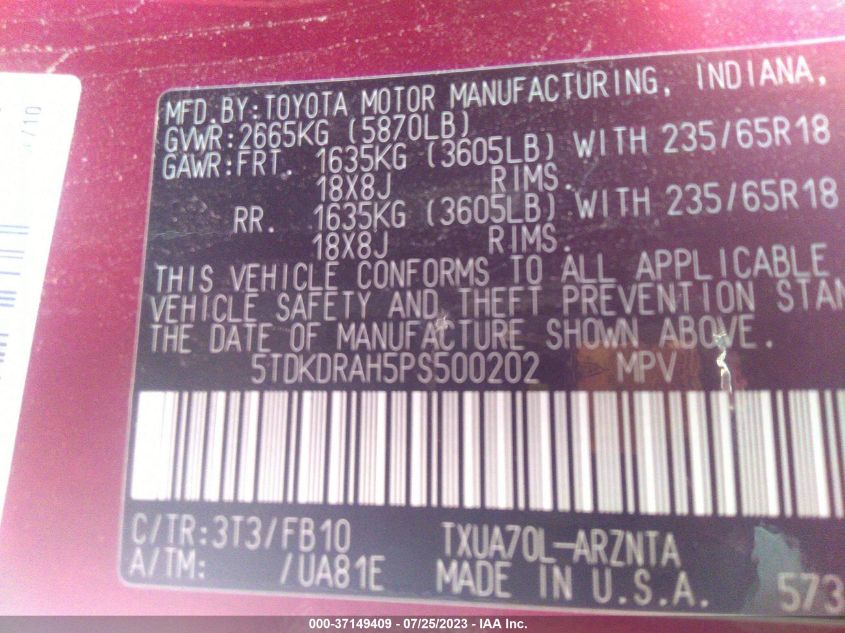 /10
MFD.BY:TOYOTA MOTOR MANUFACTURING, INDIANA,
GVWR:2665KG (5870LB)
GAWR:FRT. 1635KG (3605LB) WITH 235/65R18
18X8J RIMS.
RR. 1635KG (3605LB) WITH 235/65R18
18X8J RIMS.
THIS VEHICLE CONFORMS TO ALL APPLICABLE
VEHICLE SAFETY AND THEFT PREVENTION STAN
THE DATE OF MANUFACTURE SHOWN ABOVE.
5TDKDRAH5PS500202 MPV
C/TR:3T3/FB10 TXUA70L-ARZNTA
A/TM: /UA81E MADE IN U.S.A. 573
000-37149409 - 07/25/2023 - Copyright - IAA, Inc.